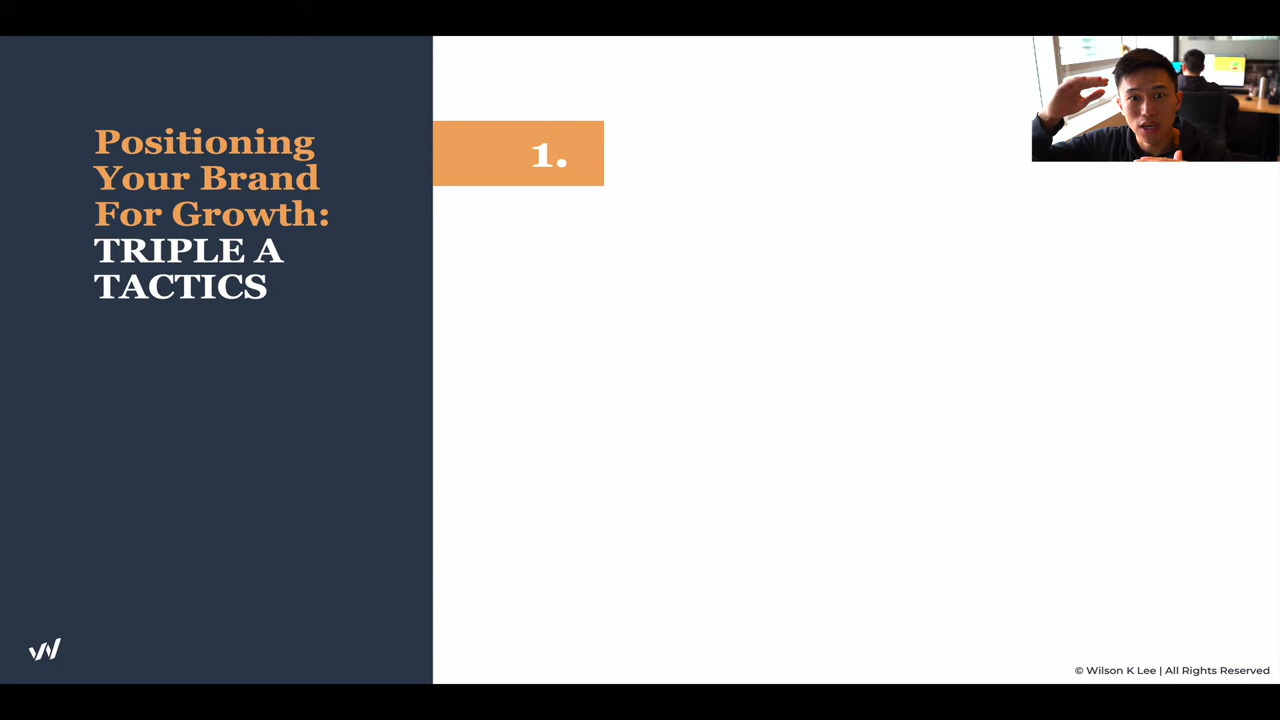 Positioning
Your Brand
For Growth:
TRIPLE A
TACTICS
1.
© Wilson K Lee | All Rights Reserved